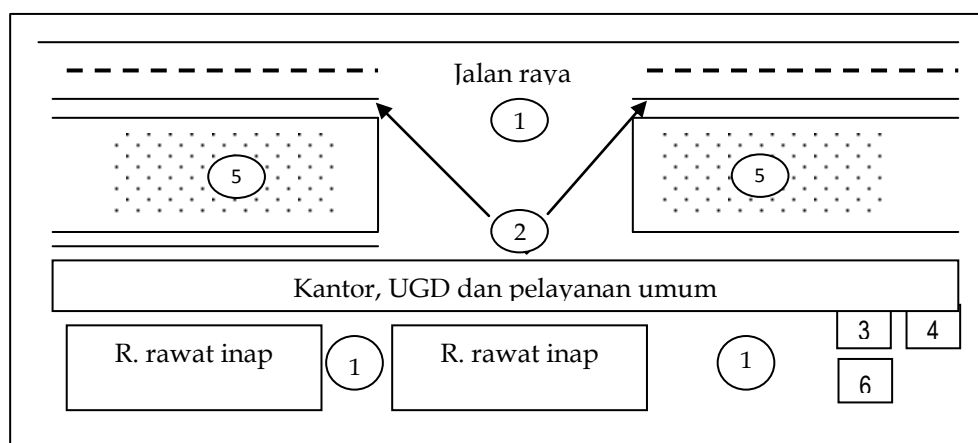 Jalan raya
1
5
5
2
Kantor, UGD dan pelayanan umum
3
4
R. rawat inap
1
R. rawat inap
1
6